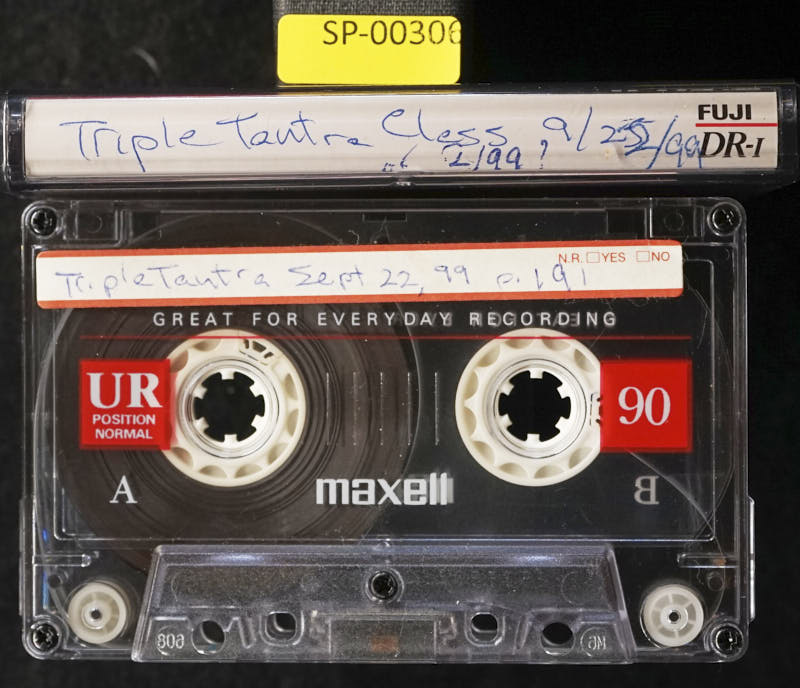 SP-00306
Triple Tantra Class 9/22/99
2/99
FUJI
DR-I
Triple Tantra Sept 22, 99 p. 191
N.R. □YES □NO
GREAT FOR EVERYDAY RECORDING
UR
POSITION
NORMAL
90
A
maxell
B